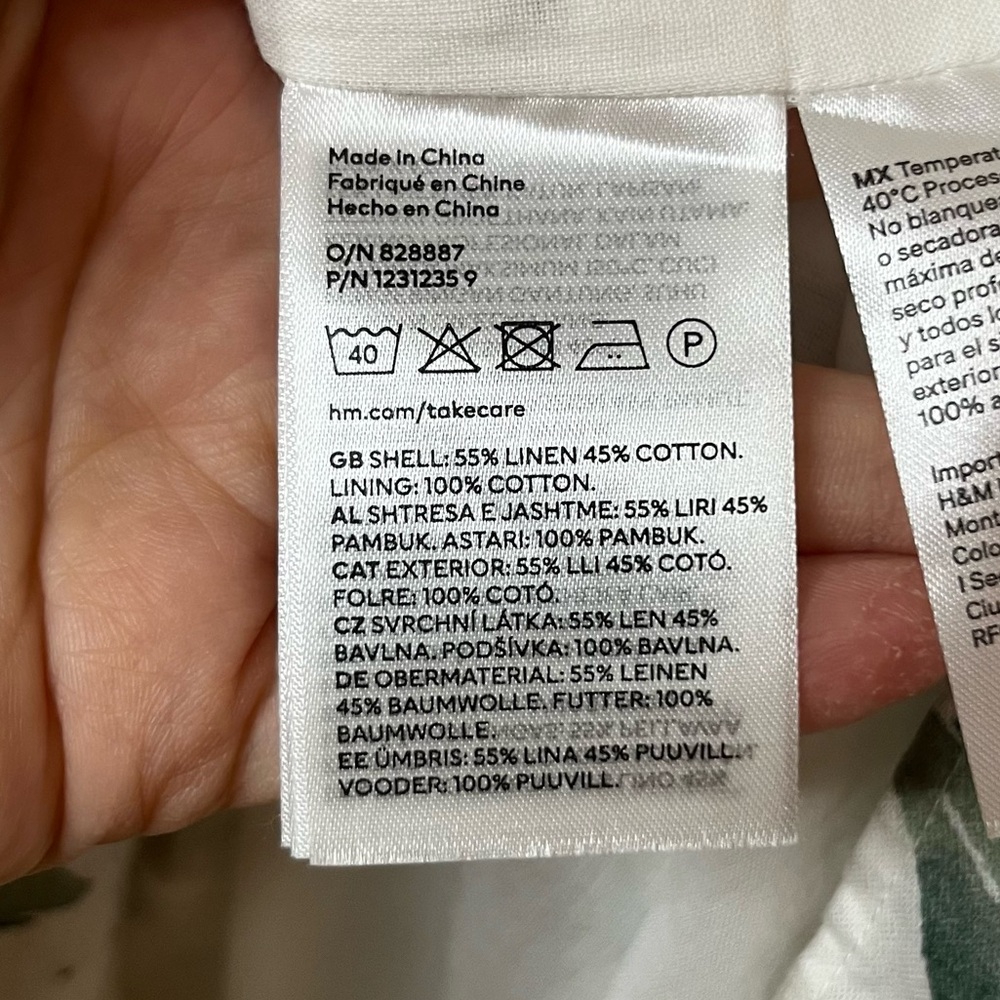 Made in China
Fabriqué en Chine
Hecho en China
O/N 828887
P/N 1231235 9
40
P
hm.com/takecare
GB SHELL: 55% LINEN 45% COTTON.
LINING: 100% COTTON.
AL SHTRESA E JASHTME: 55% LIRI 45%
PAMBUK. ASTARI: 100% PAMBUK.
CAT EXTERIOR: 55% LLI 45% COTÓ.
FOLRE: 100% COTÓ.
CZ SVRCHNÍ LÁTKA: 55% LEN 45%
BAVLNA. PODŠÍVKA: 100% BAVLNA.
DE OBERMATERIAL: 55% LEINEN
45% BAUMWOLLE. FUTTER: 100%
BAUMWOLLE.
EE ÜMBRIS: 55% LINA 45% PUUVILL.
VOODER: 100% PUUVILL.
MX Temperat
40°C Proces
No blanque
o secadora
máxima de
seco prof
y todos l
para el s
exterior
100% a
Import
H&M
Mont
Colo
I Se
Ciu
RF